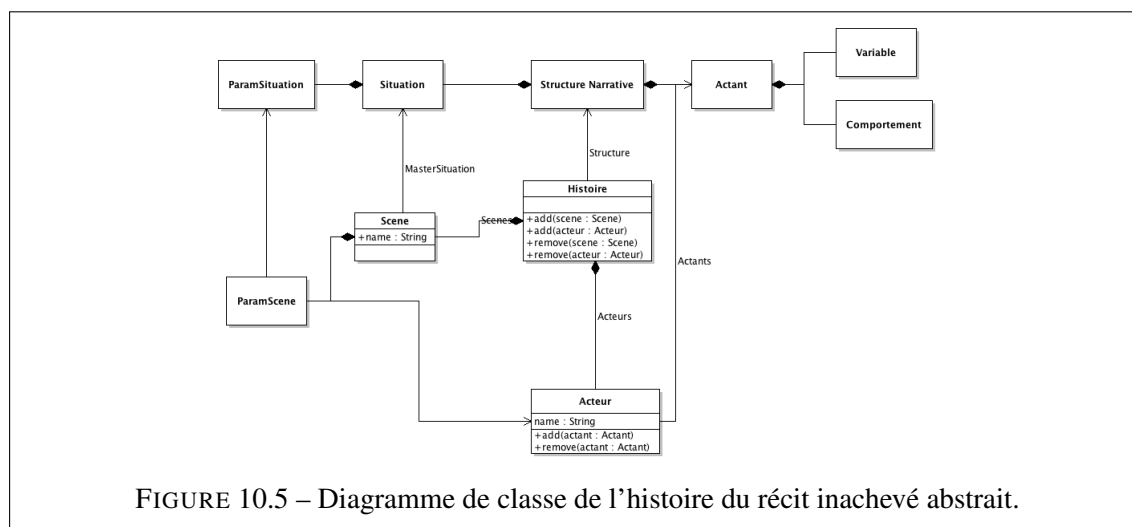 Variable
ParamSituation
Situation
Structure Narrative
Actant
Comportement
Structure
MasterSituation
Histoire
Scene
Scenes
+add(scene : Scene)
+name : String
+add(acteur : Acteur)
+remove(scene : Scene)
+remove(acteur : Acteur)
Actants
ParamScene
Acteurs
Acteur
name : String
+add(actant : Actant)
+remove(actant : Actant)
FIGURE 10.5 – Diagramme de classe de l'histoire du récit inachevé abstrait.